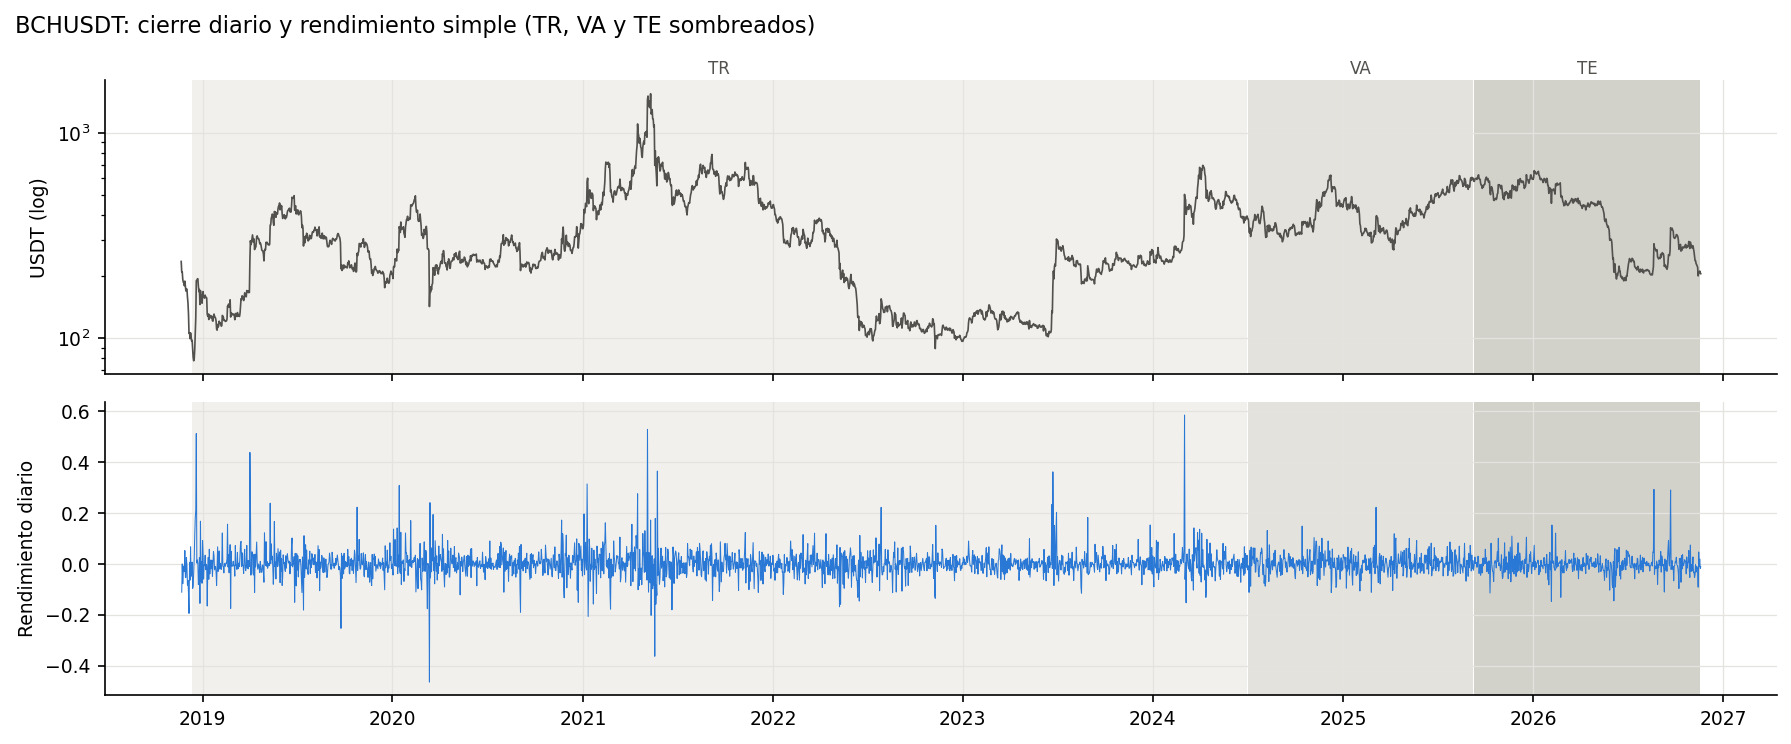 BCHUSDT: cierre diario y rendimiento simple (TR, VA y TE sombreados)
TR VA TE
USDT (log)
10³
10²
Rendimiento diario
0.6
0.4
0.2
0.0
−0.2
−0.4
2019 2020 2021 2022 2023 2024 2025 2026 2027